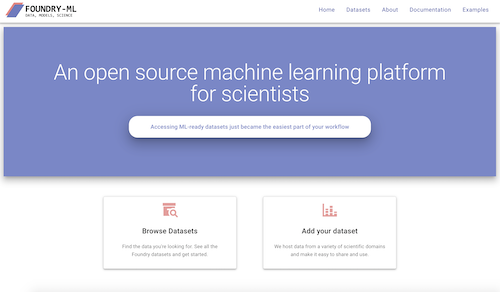 FOUNDRY-ML
DATA, MODELS, SCIENCE
Home Datasets About Documentation Examples
An open source machine learning platform
for scientists
Accessing ML-ready datasets just became the easiest part of your workflow
Browse Datasets
Find the data you're looking for. See all the
Foundry datasets and get started.
Add your dataset
We host data from a variety of scientific domains
and make it easy to share and use.